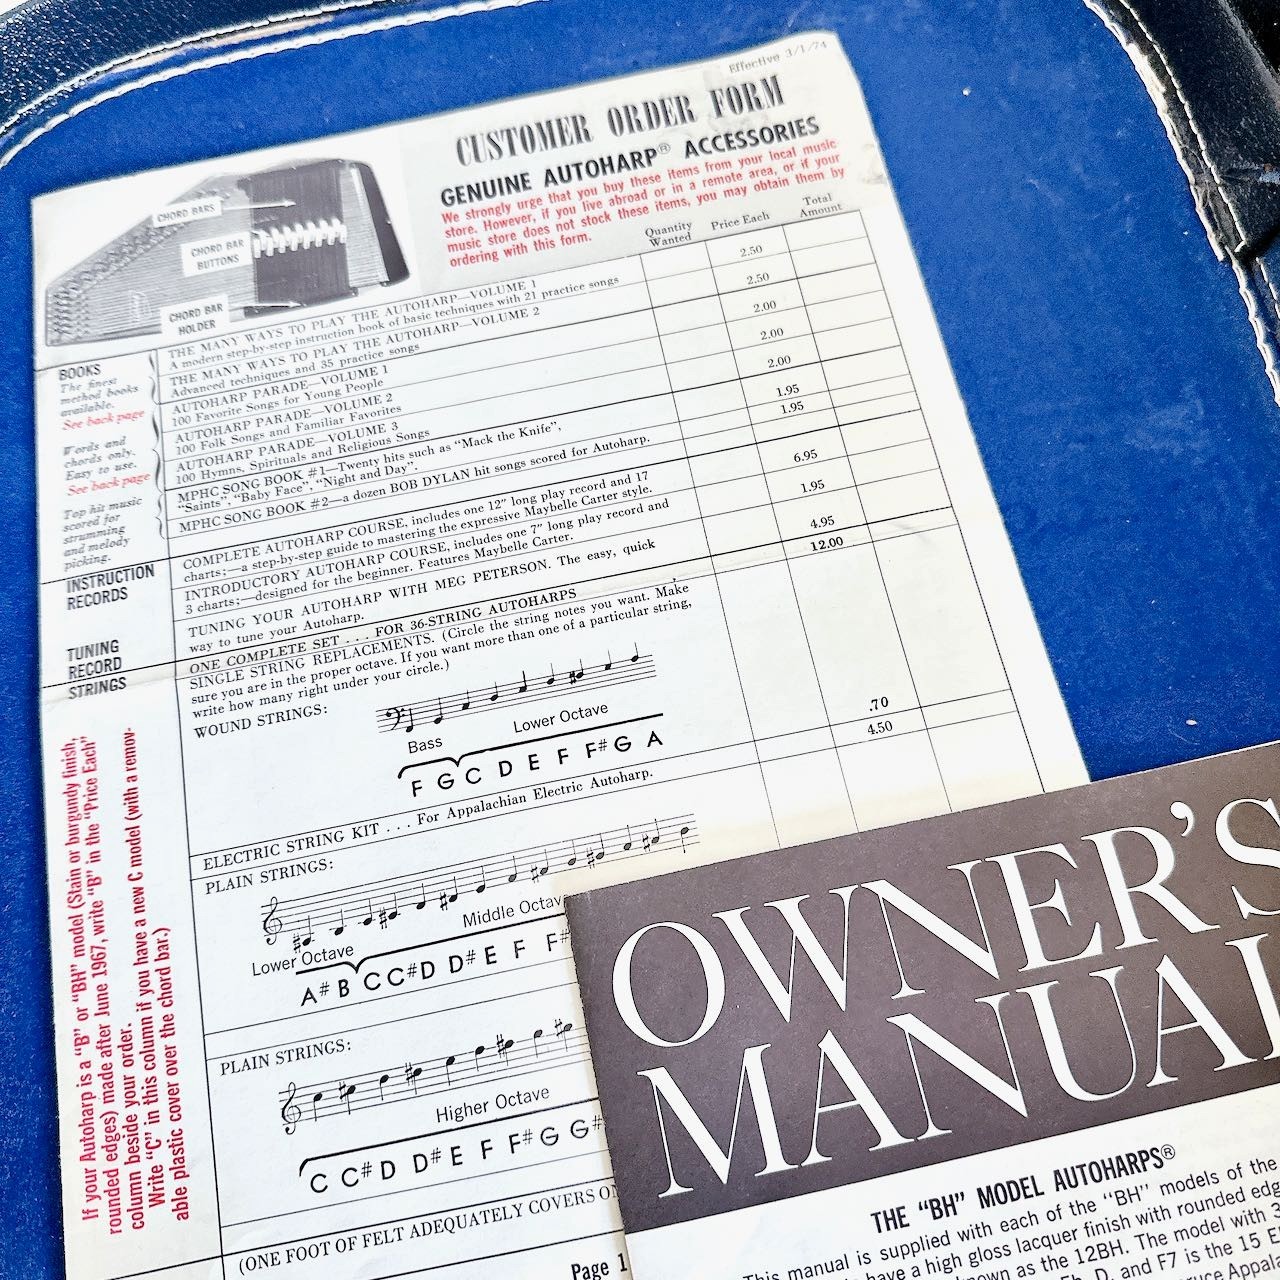 Effective 3/1/74
CUSTOMER ORDER FORM
GENUINE AUTOHARP® ACCESSORIES
We strongly urge that you buy these items from your local music
store. However, if you live abroad or in a remote area, or if your
music store does not stock these items, you may obtain them by
ordering with this form.
CHORD BARS
CHORD BAR
BUTTONS
CHORD BAR
HOLDER
Quantity
Wanted
Price Each
Total
Amount
BOOKS
The finest
method books
available.
See back page
THE MANY WAYS TO PLAY THE AUTOHARP—VOLUME 1
A modern step-by-step instruction book of basic techniques with 21 practice songs
2.50
THE MANY WAYS TO PLAY THE AUTOHARP—VOLUME 2
Advanced techniques and 35 practice songs
2.50
Words and
chords only.
Easy to use.
See back page
AUTOHARP PARADE—VOLUME 1
100 Favorite Songs for Young People
2.00
AUTOHARP PARADE—VOLUME 2
100 Folk Songs and Familiar Favorites
2.00
AUTOHARP PARADE—VOLUME 3
100 Hymns, Spirituals and Religious Songs
2.00
Top hit music
scored for
strumming
and melody
picking.
MPHC SONG BOOK #1—Twenty hits such as "Mack the Knife",
"Saints", "Baby Face", "Night and Day".
1.95
MPHC SONG BOOK #2—a dozen BOB DYLAN hit songs scored for Autoharp.
1.95
INSTRUCTION
RECORDS
COMPLETE AUTOHARP COURSE, includes one 12" long play record and 17
charts;—a step-by-step guide to mastering the expressive Maybelle Carter style.
6.95
INTRODUCTORY AUTOHARP COURSE, includes one 7" long play record and
3 charts;—designed for the beginner. Features Maybelle Carter.
1.95
TUNING
RECORD
TUNING YOUR AUTOHARP WITH MEG PETERSON. The easy, quick
way to tune your Autoharp.
4.95
STRINGS
ONE COMPLETE SET . . . FOR 36-STRING AUTOHARPS
12.00
SINGLE STRING REPLACEMENTS. (Circle the string notes you want. Make
sure you are in the proper octave. If you want more than one of a particular string,
write how many right under your circle.)
WOUND STRINGS:
Bass
Lower Octave
F G C D E F F# G A
.70
ELECTRIC STRING KIT . . . For Appalachian Electric Autoharp.
4.50
PLAIN STRINGS:
Lower Octave
Middle Octav
A# B C C# D D# E F F#
PLAIN STRINGS:
Higher Octave
C C# D D# E F F# G G#
(ONE FOOT OF FELT ADEQUATELY COVERS ON
Page 1
If your Autoharp is a "B" or "BH" model (Stain or burgundy finish,
rounded edges) made after June 1967, write "B" in the "Price Each"
column beside your order.
Write "C" in this column if you have a new C model (with a remov-
able plastic cover over the chord bar.)
OWNER'S
MANUAL
THE "BH" MODEL AUTOHARPS®
This manual is supplied with each of the "BH" models of the
have a high gloss lacquer finish with rounded edg
nown as the 12BH. The model with 3
D, and F7 is the 15 E
use Appal